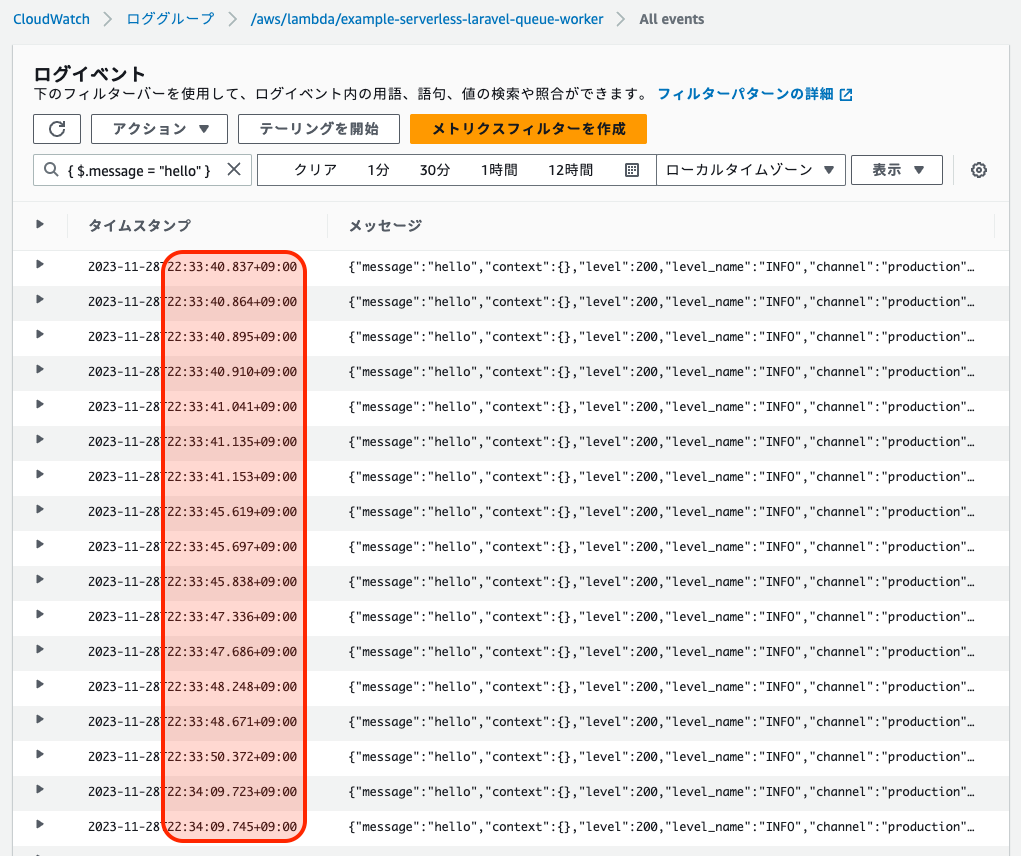 CloudWatch > ロググループ > /aws/lambda/example-serverless-laravel-queue-worker > All events
ログイベント
下のフィルターバーを使用して、ログイベント内の用語、語句、値の検索や照合ができます。 フィルターパターンの詳細
アクション ▼ テーリングを開始 メトリクスフィルターを作成
{ $.message = "hello" } クリア 1分 30分 1時間 12時間 ローカルタイムゾーン ▼ 表示 ▼
タイムスタンプ メッセージ
2023-11-28T22:33:40.837+09:00 {"message":"hello","context":{},"level":200,"level_name":"INFO","channel":"production"…
2023-11-28T22:33:40.864+09:00 {"message":"hello","context":{},"level":200,"level_name":"INFO","channel":"production"…
2023-11-28T22:33:40.895+09:00 {"message":"hello","context":{},"level":200,"level_name":"INFO","channel":"production"…
2023-11-28T22:33:40.910+09:00 {"message":"hello","context":{},"level":200,"level_name":"INFO","channel":"production"…
2023-11-28T22:33:41.041+09:00 {"message":"hello","context":{},"level":200,"level_name":"INFO","channel":"production"…
2023-11-28T22:33:41.135+09:00 {"message":"hello","context":{},"level":200,"level_name":"INFO","channel":"production"…
2023-11-28T22:33:41.153+09:00 {"message":"hello","context":{},"level":200,"level_name":"INFO","channel":"production"…
2023-11-28T22:33:45.619+09:00 {"message":"hello","context":{},"level":200,"level_name":"INFO","channel":"production"…
2023-11-28T22:33:45.697+09:00 {"message":"hello","context":{},"level":200,"level_name":"INFO","channel":"production"…
2023-11-28T22:33:45.838+09:00 {"message":"hello","context":{},"level":200,"level_name":"INFO","channel":"production"…
2023-11-28T22:33:47.336+09:00 {"message":"hello","context":{},"level":200,"level_name":"INFO","channel":"production"…
2023-11-28T22:33:47.686+09:00 {"message":"hello","context":{},"level":200,"level_name":"INFO","channel":"production"…
2023-11-28T22:33:48.248+09:00 {"message":"hello","context":{},"level":200,"level_name":"INFO","channel":"production"…
2023-11-28T22:33:48.671+09:00 {"message":"hello","context":{},"level":200,"level_name":"INFO","channel":"production"…
2023-11-28T22:33:50.372+09:00 {"message":"hello","context":{},"level":200,"level_name":"INFO","channel":"production"…
2023-11-28T22:34:09.723+09:00 {"message":"hello","context":{},"level":200,"level_name":"INFO","channel":"production"…
2023-11-28T22:34:09.745+09:00 {"message":"hello","context":{},"level":200,"level_name":"INFO","channel":"production"…